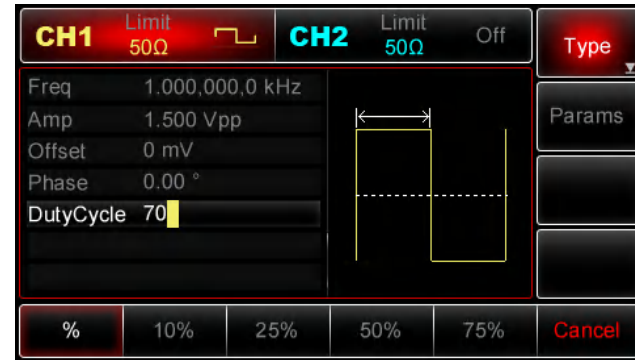 CH1 Limit 50Ω CH2 Limit 50Ω Off Type
Freq 1.000,000,0 kHz
Amp 1.500 Vpp Params
Offset 0 mV
Phase 0.00 °
DutyCycle 70
% 10% 25% 50% 75% Cancel